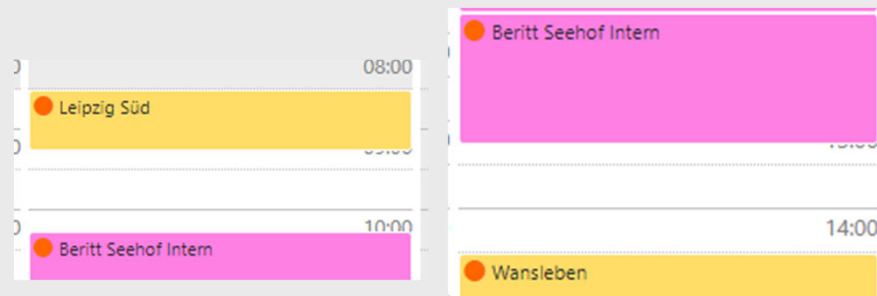 08:00
Leipzig Süd
10:00
Beritt Seehof Intern
Beritt Seehof Intern
14:00
Wansleben